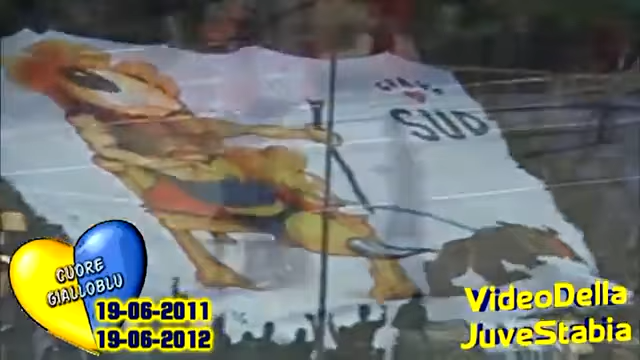 SUD
CUORE
GIALLOBLU
19-06-2011
19-06-2012
VideoDella
JuveStabia